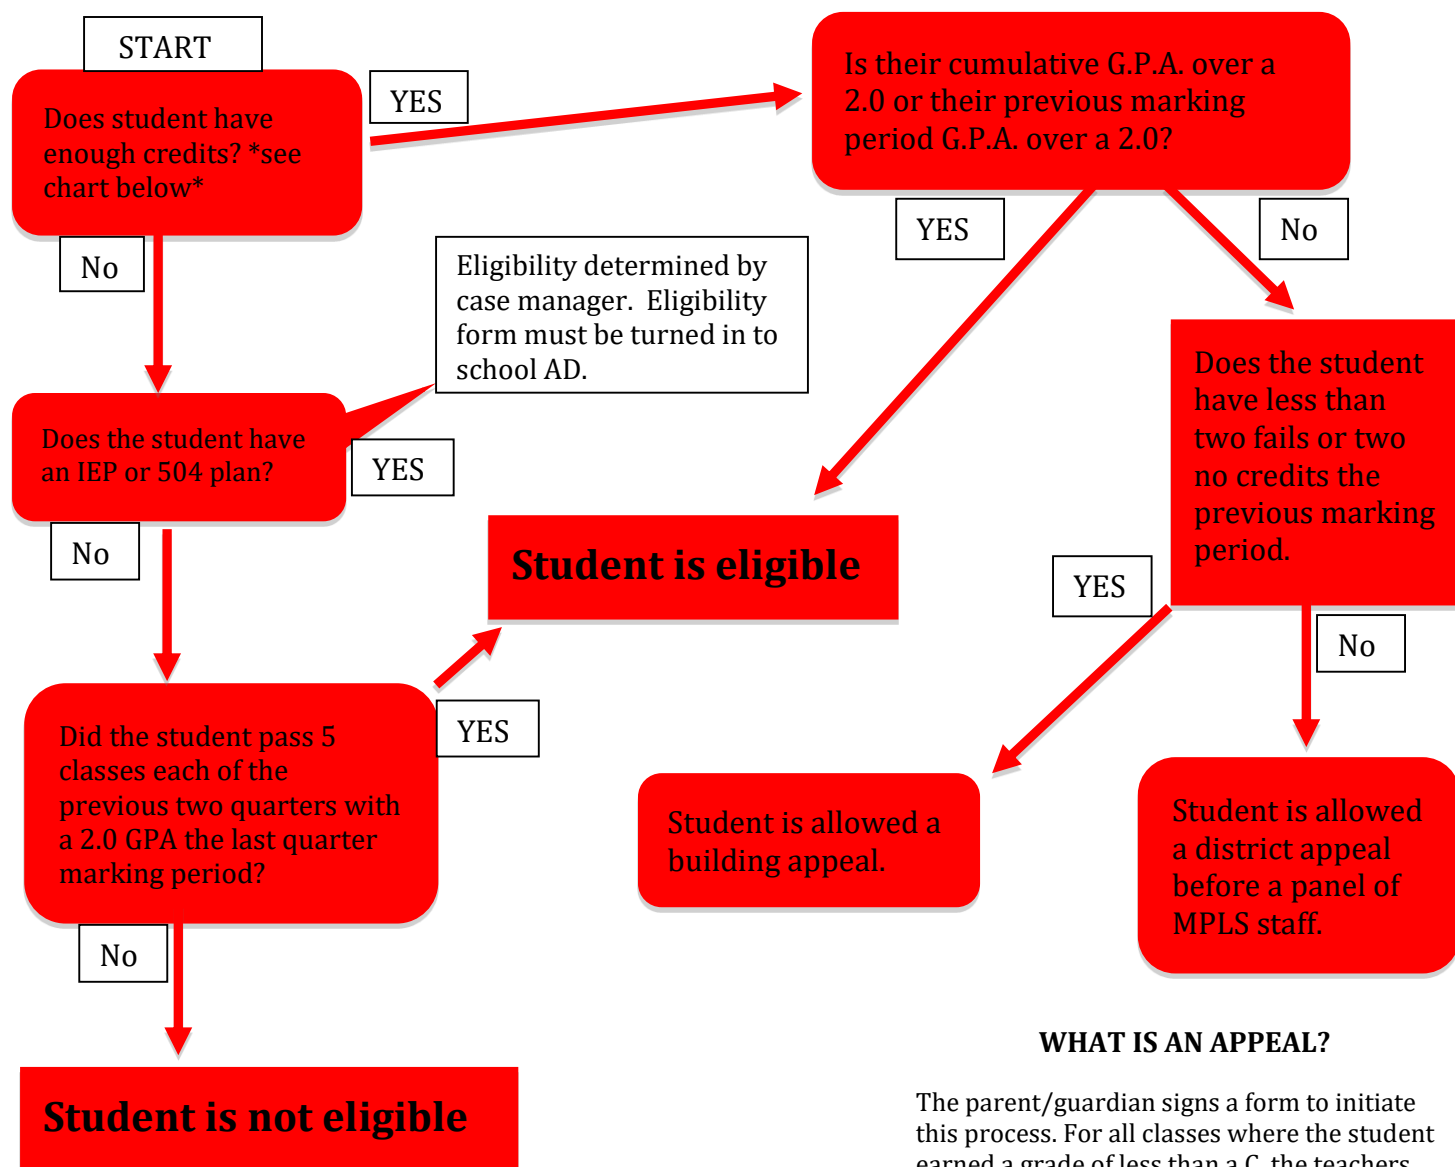 START
Does student have
enough credits? *see
chart below*
YES
Is their cumulative G.P.A. over a
2.0 or their previous marking
period G.P.A. over a 2.0?
No
YES
No
Eligibility determined by
case manager.  Eligibility
form must be turned in to
school AD.
Does the student have
an IEP or 504 plan?
YES
Does the student
have less than
two fails or two
no credits the
previous marking
period.
No
Student is eligible
YES
No
Did the student pass 5
classes each of the
previous two quarters with
a 2.0 GPA the last quarter
marking period?
YES
Student is allowed a
building appeal.
Student is allowed
a district appeal
before a panel of
MPLS staff.
No
Student is not eligible
WHAT IS AN APPEAL?
The parent/guardian signs a form to initiate
this process. For all classes where the student
earned a grade of less than a C, the teachers